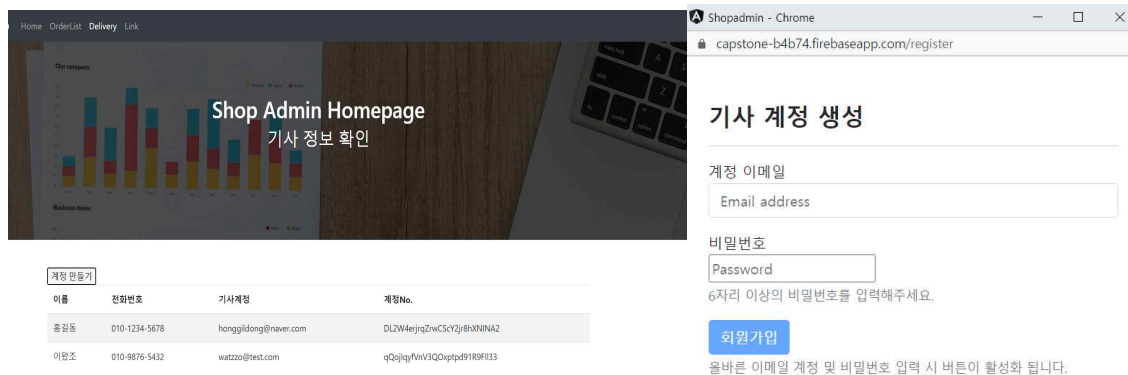 Home OrderList Delivery Link
Our company
Shop Admin Homepage
기사 정보 확인
Business items
계정 만들기
이름 전화번호 기사계정 계정No.
홍길동 010-1234-5678 honggildong@naver.com DL2W4erjrqZrwCScY2jr8hXNINA2
이왔조 010-9876-5432 watzzo@test.com qQojIqyfVnV3QOxptpd91R9FIl33
Shopadmin - Chrome
capstone-b4b74.firebaseapp.com/register
기사 계정 생성
계정 이메일
Email address
비밀번호
Password
6자리 이상의 비밀번호를 입력해주세요.
회원가입
올바른 이메일 계정 및 비밀번호 입력 시 버튼이 활성화 됩니다.